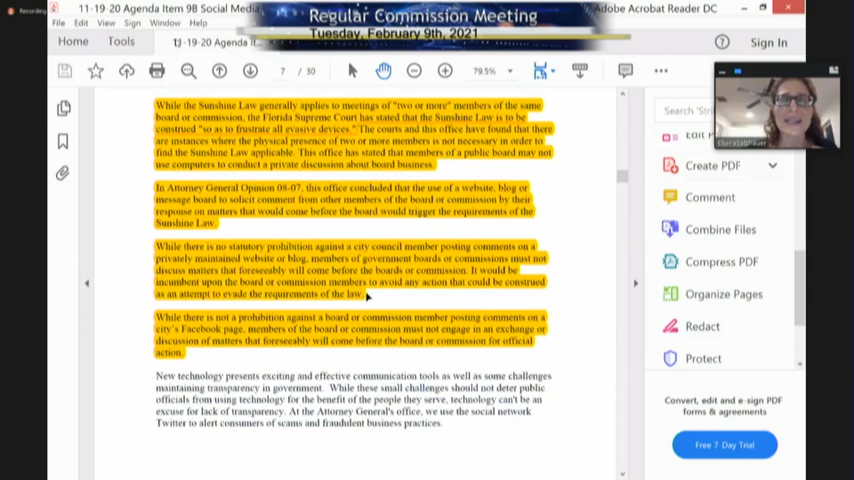 Recording
11-19-20 Agenda Item 9B Social Media
Adobe Acrobat Reader DC
Regular Commission Meeting
Tuesday, February 9th, 2021
File Edit View Sign Window Help
Home Tools
Sign In
7 / 30
79.5%
While the Sunshine Law generally applies to meetings of "two or more" members of the same
board or commission, the Florida Supreme Court has stated that the Sunshine Law is to be
construed "so as to frustrate all evasive devices." The courts and this office have found that there
are instances where the physical presence of two or more members is not necessary in order to
find the Sunshine Law applicable. This office has stated that members of a public board may not
use computers to conduct a private discussion about board business.
In Attorney General Opinion 08-07, this office concluded that the use of a website, blog or
message board to solicit comment from other members of the board or commission by their
response on matters that would come before the board would trigger the requirements of the
Sunshine Law.
While there is no statutory prohibition against a city council member posting comments on a
privately maintained website or blog, members of government boards or commissions must not
discuss matters that foreseeably will come before the boards or commission. It would be
incumbent upon the board or commission members to avoid any action that could be construed
as an attempt to evade the requirements of the law.
While there is not a prohibition against a board or commission member posting comments on a
city's Facebook page, members of the board or commission must not engage in an exchange or
discussion of matters that foreseeably will come before the board or commission for official
action.
New technology presents exciting and effective communication tools as well as some challenges
maintaining transparency in government. While these small challenges should not deter public
officials from using technology for the benefit of the people they serve, technology can't be an
excuse for lack of transparency. At the Attorney General's office, we use the social network
Twitter to alert consumers of scams and fraudulent business practices.
Search
Create PDF
Comment
Combine Files
Compress PDF
Organize Pages
Redact
Protect
Convert, edit and e-sign PDF
forms & agreements
Free 7-Day Trial